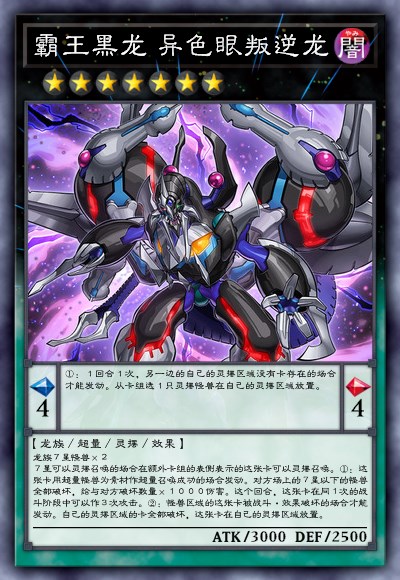 霸王黑龙 异色眼叛逆龙
やみ
闇
①：1回合1次，另一边的自己的灵摆区域没有卡存在的场合
才能发动。从卡组选1只灵摆怪兽在自己的灵摆区域放置。
4
4
【龙族／超量／灵摆／效果】
龙族7星怪兽×2
7星可以灵摆召唤的场合在额外卡组的表侧表示的这张卡可以灵摆召唤。①：这
张卡用超量怪兽为素材作超量召唤成功的场合发动。对方场上的7星以下的怪兽
全部破坏，给与对方破坏数量×1000伤害。这个回合，这张卡在同1次的战
斗阶段中可以作3次攻击。②：怪兽区域的这张卡被战斗・效果破坏的场合才能
发动。自己的灵摆区域的卡全部破坏，这张卡在自己的灵摆区域放置。
ATK/3000 DEF/2500